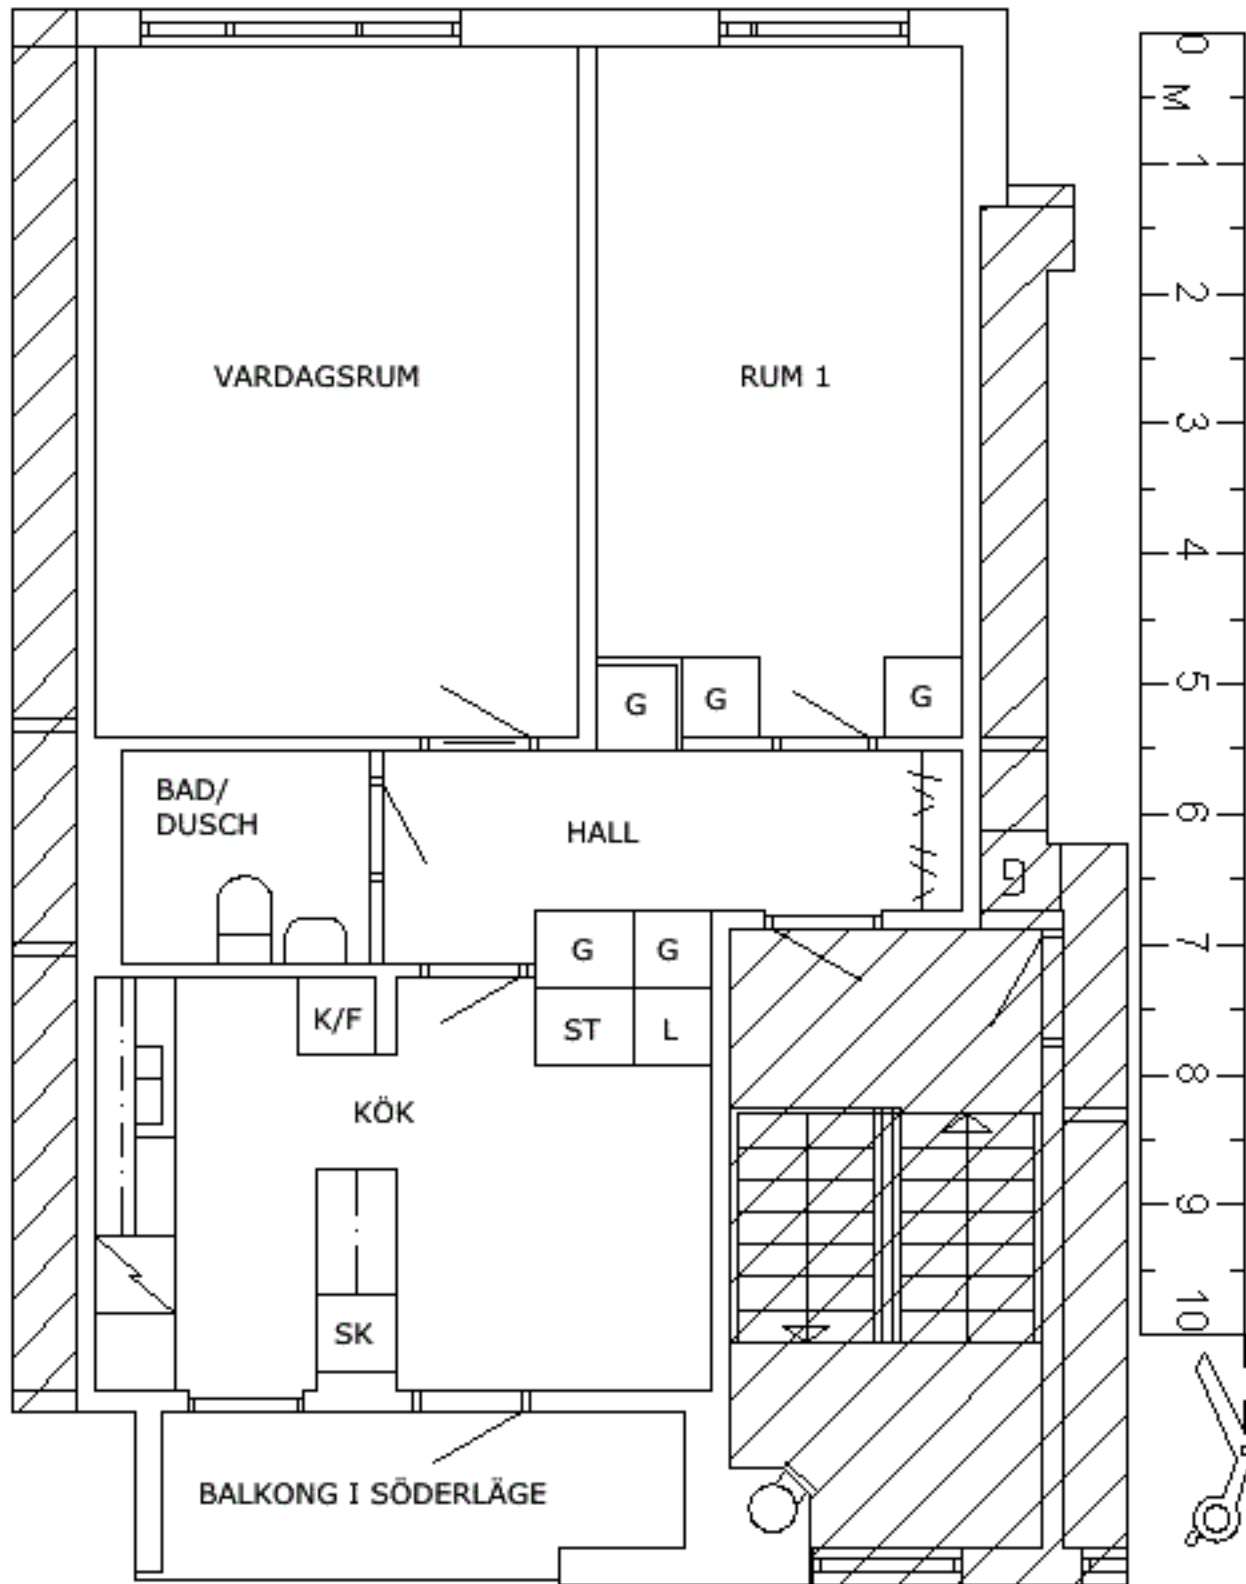 VARDAGSRUM
RUM 1
G
G
G
BAD/
DUSCH
HALL
G
G
ST
L
K/F
KÖK
SK
BALKONG I SÖDERLÄGE
0 M 1 2 3 4 5 6 7 8 9 10